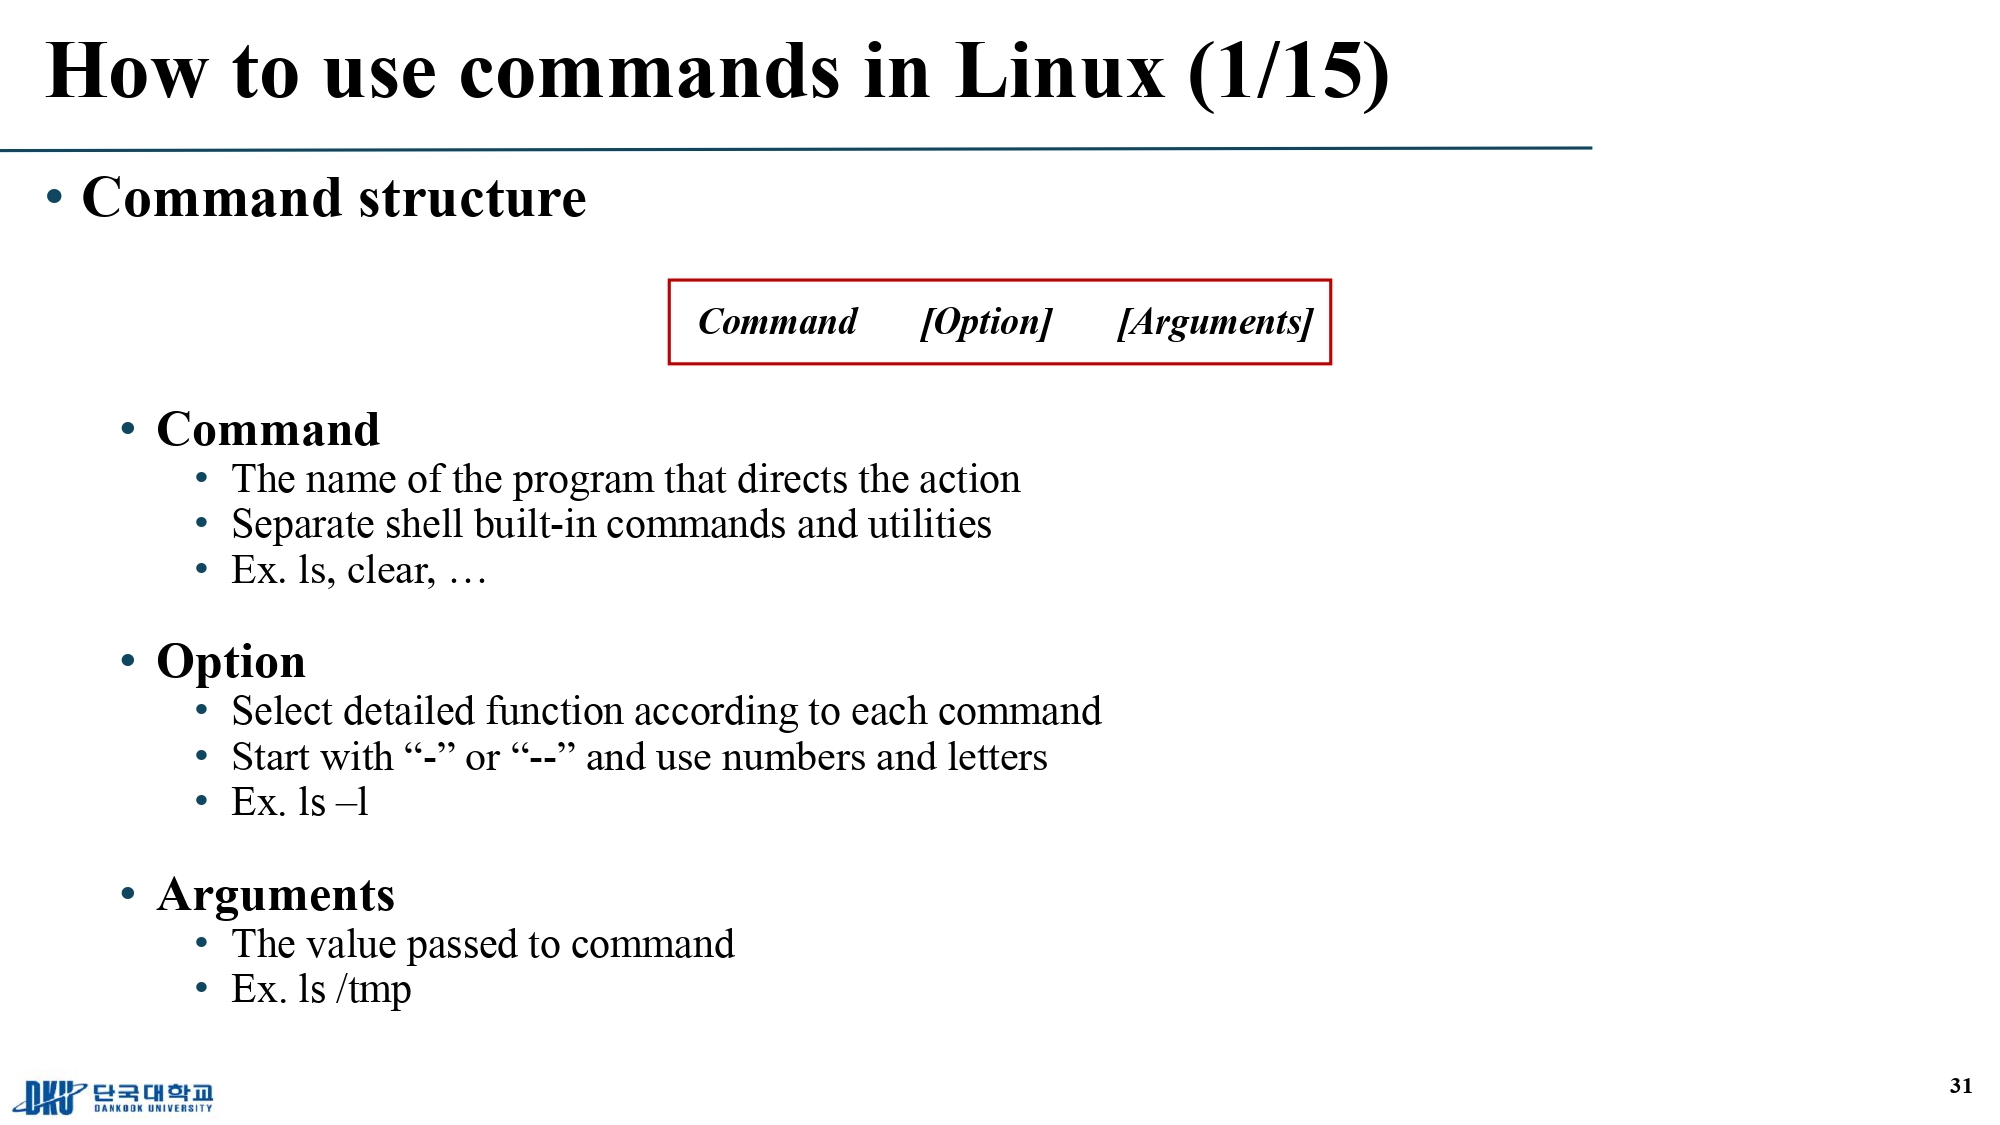 How to use commands in Linux (1/15)
• Command structure
Command [Option] [Arguments]
• Command
• The name of the program that directs the action
• Separate shell built-in commands and utilities
• Ex. ls, clear, …
• Option
• Select detailed function according to each command
• Start with “-” or “--” and use numbers and letters
• Ex. ls –l
• Arguments
• The value passed to command
• Ex. ls /tmp
DKU 단국대학교
DANKOOK UNIVERSITY
31